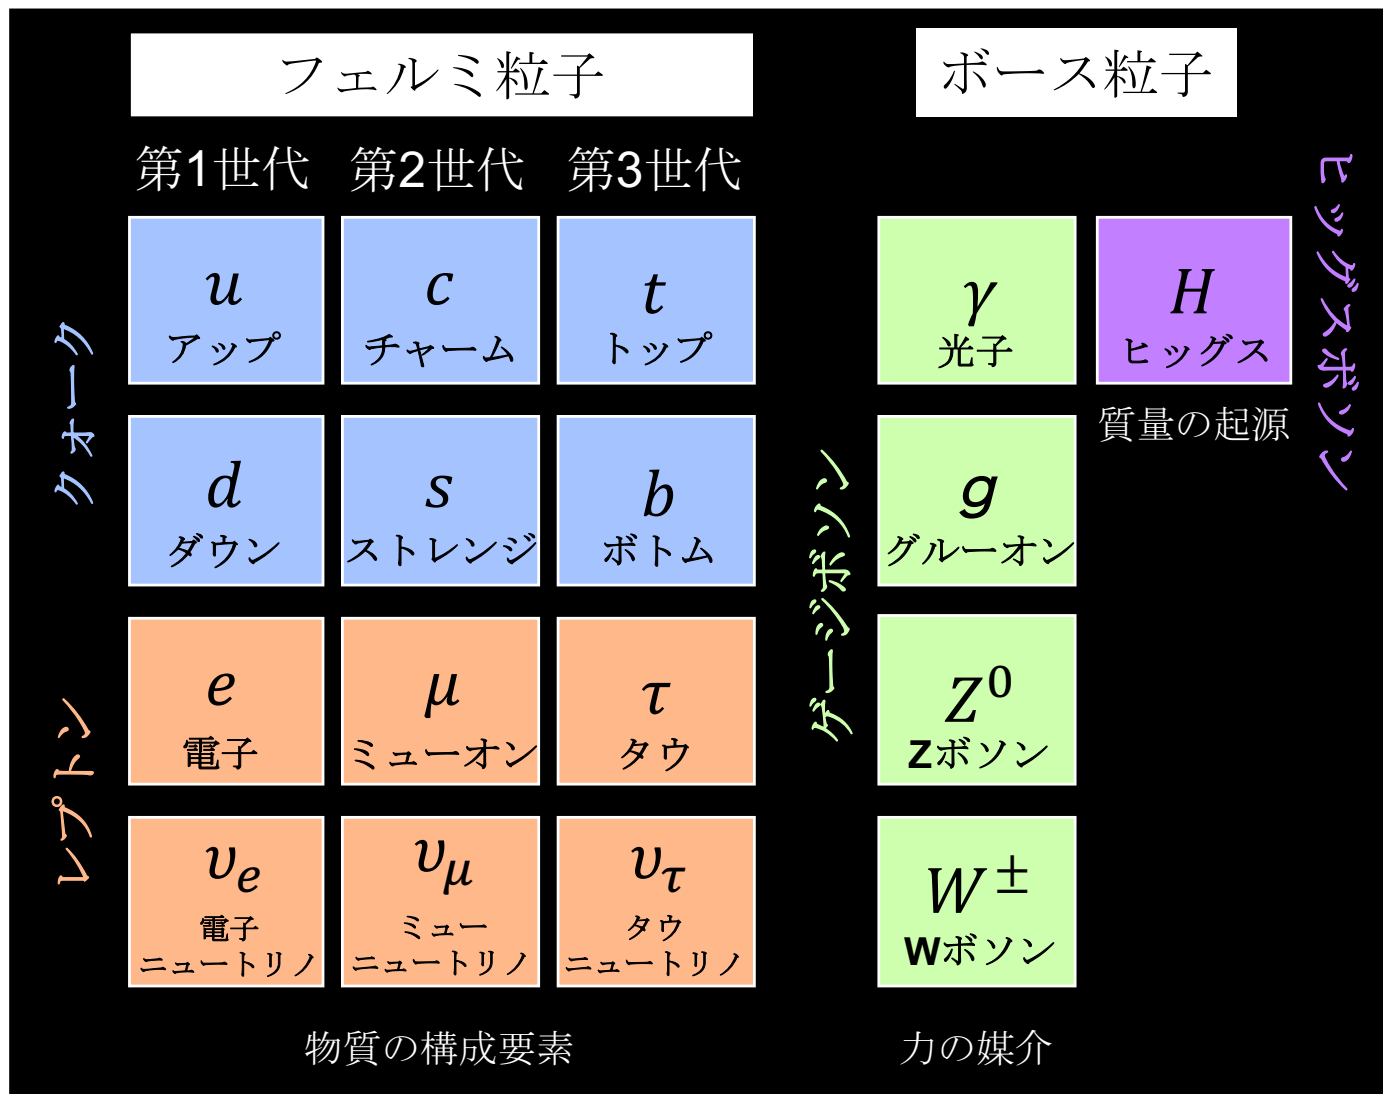 フェルミ粒子
ボース粒子
第1世代
第2世代
第3世代
クォーク
u
アップ
c
チャーム
t
トップ
d
ダウン
s
ストレンジ
b
ボトム
レプトン
e
電子
μ
ミューオン
τ
タウ
υe
電子
ニュートリノ
υμ
ミュー
ニュートリノ
υτ
タウ
ニュートリノ
物質の構成要素
ゲージボソン
γ
光子
g
グルーオン
Z⁰
Zボソン
W±
Wボソン
力の媒介
H
ヒッグス
質量の起源
ヒッグスボソン